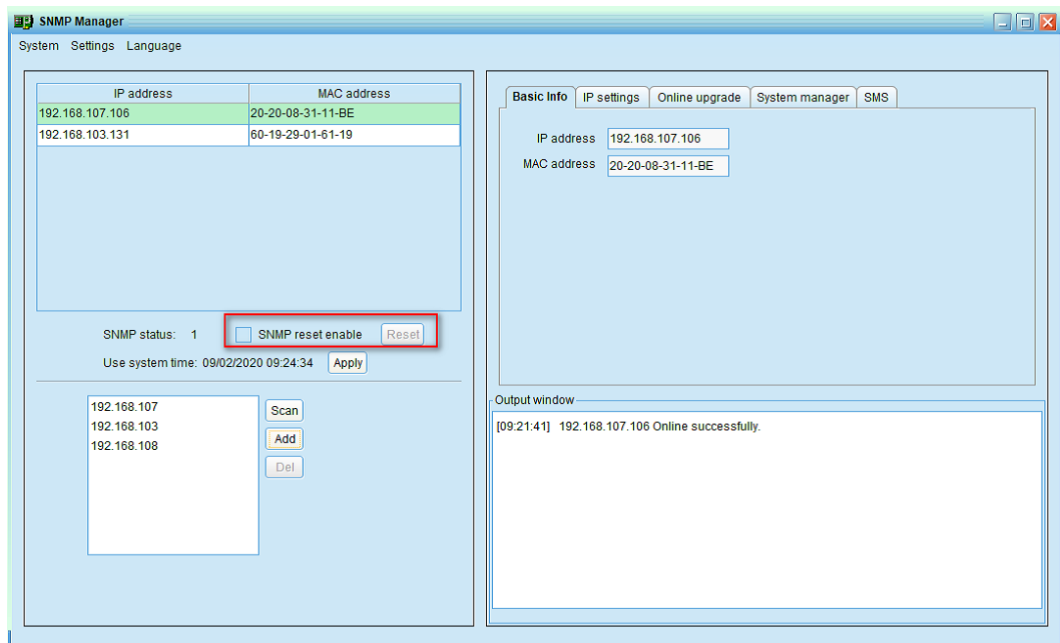 SNMP Manager
System Settings Language
IP address MAC address
192.168.107.106 20-20-08-31-11-BE
192.168.103.131 60-19-29-01-61-19
SNMP status: 1 SNMP reset enable Reset
Use system time: 09/02/2020 09:24:34 Apply
192.168.107
192.168.103
192.168.108
Scan
Add
Del
Basic Info IP settings Online upgrade System manager SMS
IP address 192.168.107.106
MAC address 20-20-08-31-11-BE
Output window
[09:21:41] 192.168.107.106 Online successfully.